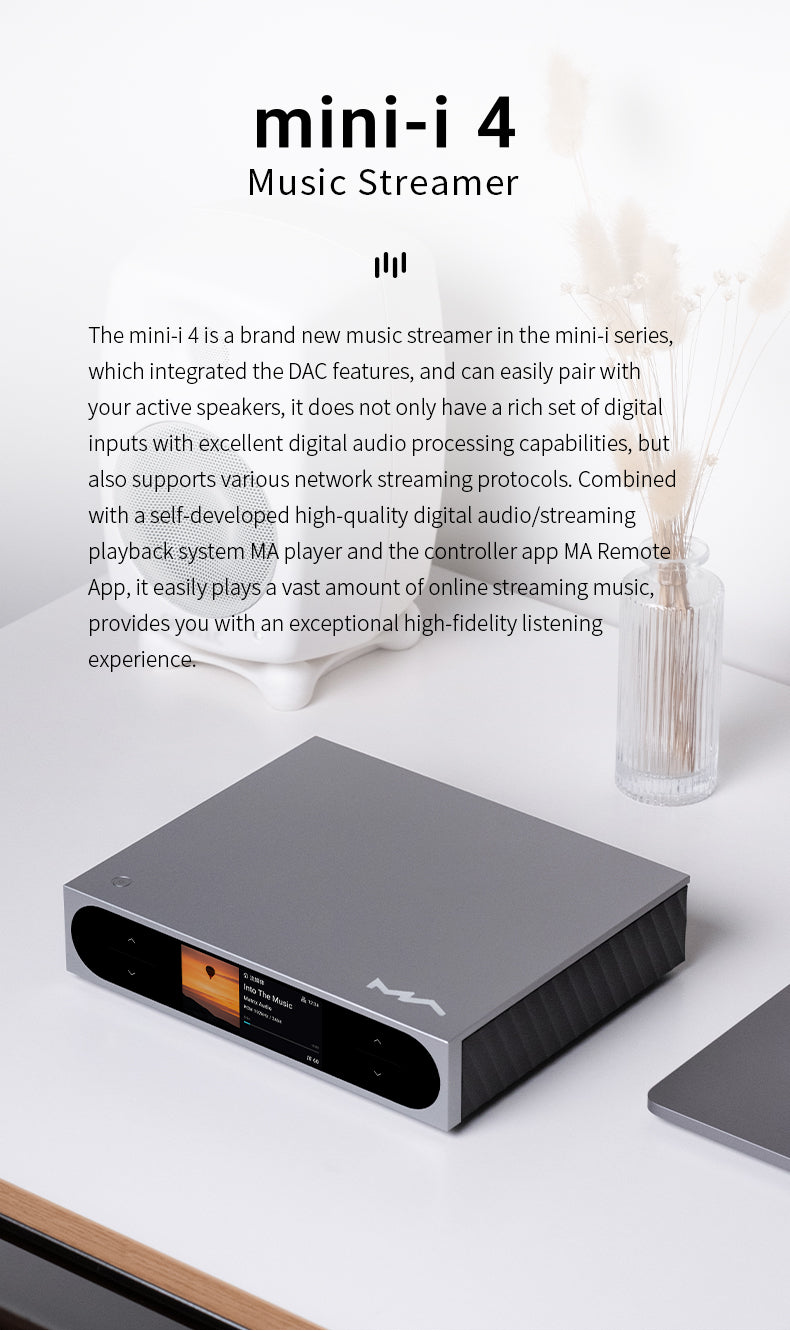 mini-i 4
Music Streamer
The mini-i 4 is a brand new music streamer in the mini-i series,
which integrated the DAC features, and can easily pair with
your active speakers, it does not only have a rich set of digital
inputs with excellent digital audio processing capabilities, but
also supports various network streaming protocols. Combined
with a self-developed high-quality digital audio/streaming
playback system MA player and the controller app MA Remote
App, it easily plays a vast amount of online streaming music,
provides you with an exceptional high-fidelity listening
experience.
Into The Music
Matrix Audio
MA